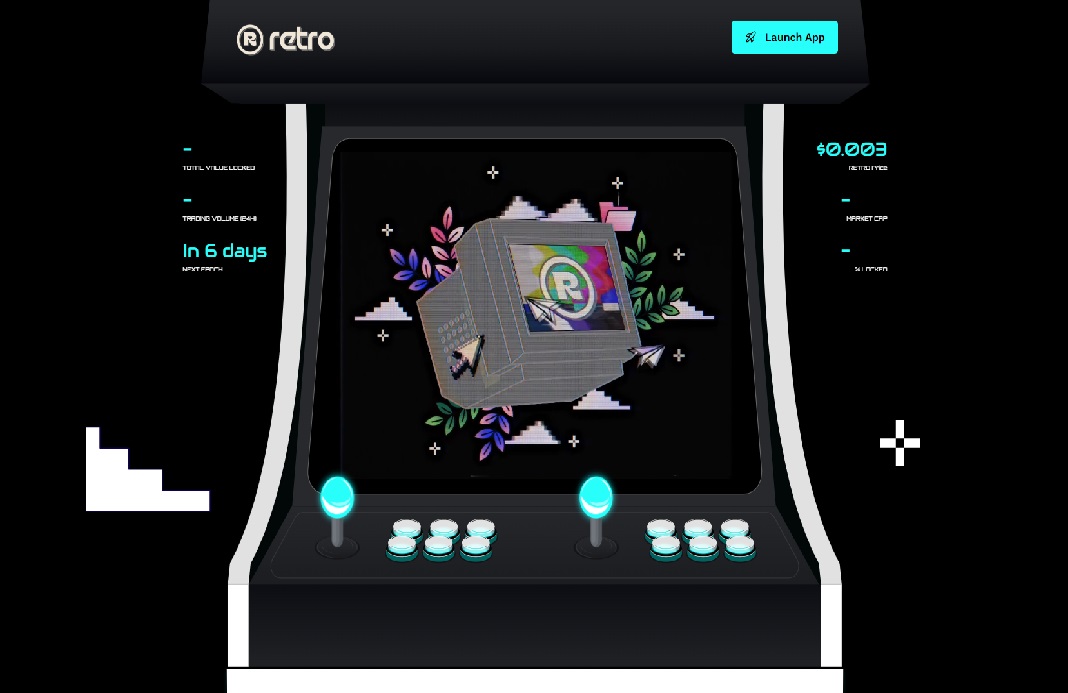 R retro
Launch App
-
TOTAL VALUE LOCKED
-
TRADING VOLUME (24H)
In 6 days
NEXT EPOCH
$0.003
RETRO PRICE
-
MARKET CAP
-
% LOCKED
R